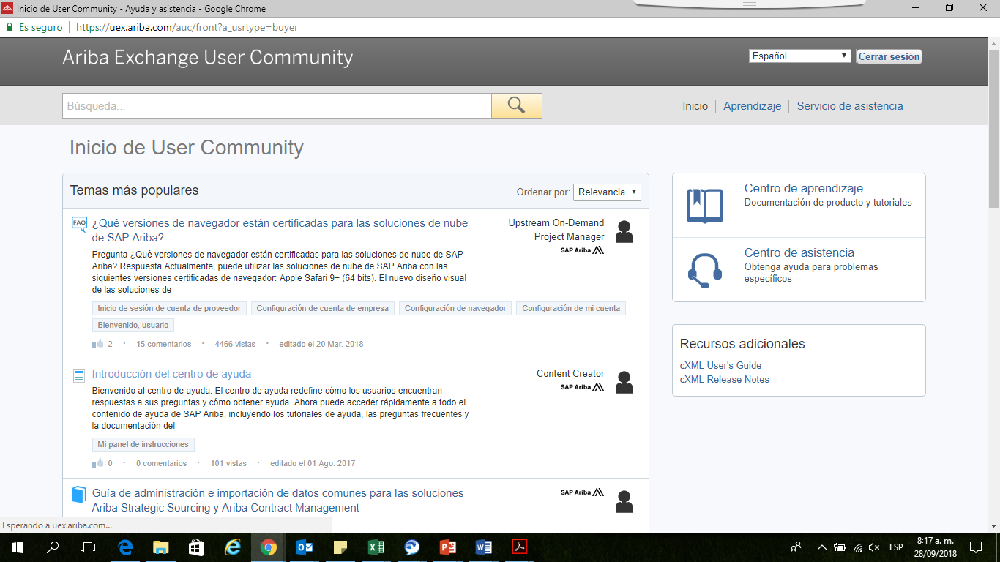 Inicio de User Community - Ayuda y asistencia - Google Chrome
Es seguro | https://uex.ariba.com/auc/front?a_usrtype=buyer
Ariba Exchange User Community
Español
Cerrar sesión
Búsqueda...
Inicio
Aprendizaje
Servicio de asistencia
Inicio de User Community
Temas más populares
Ordenar por:
Relevancia
FAQ
¿Qué versiones de navegador están certificadas para las soluciones de nube
de SAP Ariba?
Pregunta ¿Qué versiones de navegador están certificadas para las soluciones de nube de SAP
Ariba? Respuesta Actualmente, puede utilizar las soluciones de nube de SAP Ariba con las
siguientes versiones certificadas de navegador: Apple Safari 9+ (64 bits). El nuevo diseño visual
de las soluciones de
Upstream On-Demand
Project Manager
SAP Ariba
Inicio de sesión de cuenta de proveedor
Configuración de cuenta de empresa
Configuración de navegador
Configuración de mi cuenta
Bienvenido, usuario
2 · 15 comentarios · 4466 vistas · editado el 20 Mar. 2018
Introducción del centro de ayuda
Bienvenido al centro de ayuda. El centro de ayuda redefine cómo los usuarios encuentran
respuestas a sus preguntas y cómo obtener ayuda. Ahora puede acceder rápidamente a todo el
contenido de ayuda de SAP Ariba, incluyendo los tutoriales de ayuda, las preguntas frecuentes y
la documentación del
Content Creator
SAP Ariba
Mi panel de instrucciones
0 · 0 comentarios · 101 vistas · editado el 01 Ago. 2017
Guía de administración e importación de datos comunes para las soluciones
Ariba Strategic Sourcing y Ariba Contract Management
SAP Ariba
Centro de aprendizaje
Documentación de producto y tutoriales
Centro de asistencia
Obtenga ayuda para problemas
específicos
Recursos adicionales
cXML User's Guide
cXML Release Notes
Esperando a uex.ariba.com...
ESP
8:17 a. m.
28/09/2018